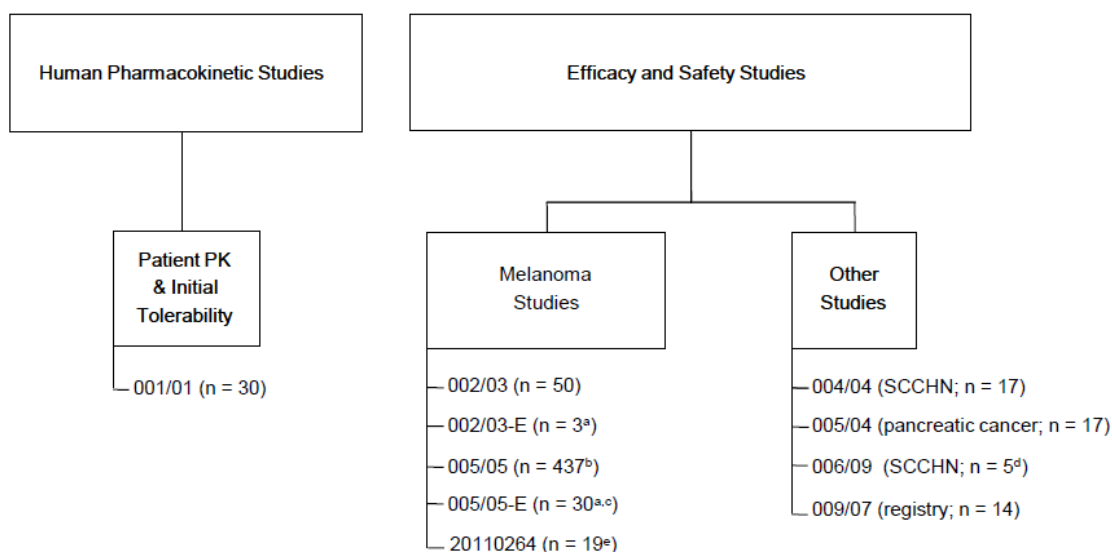 Human Pharmacokinetic Studies
Efficacy and Safety Studies
Patient PK
& Initial
Tolerability
001/01 (n = 30)
Melanoma
Studies
002/03 (n = 50)
002/03-E (n = 3ᵃ)
005/05 (n = 437ᵇ)
005/05-E (n = 30ᵃ,ᶜ)
20110264 (n = 19ᵉ)
Other
Studies
004/04 (SCCHN; n = 17)
005/04 (pancreatic cancer; n = 17)
006/09 (SCCHN; n = 5ᵈ)
009/07 (registry; n = 14)